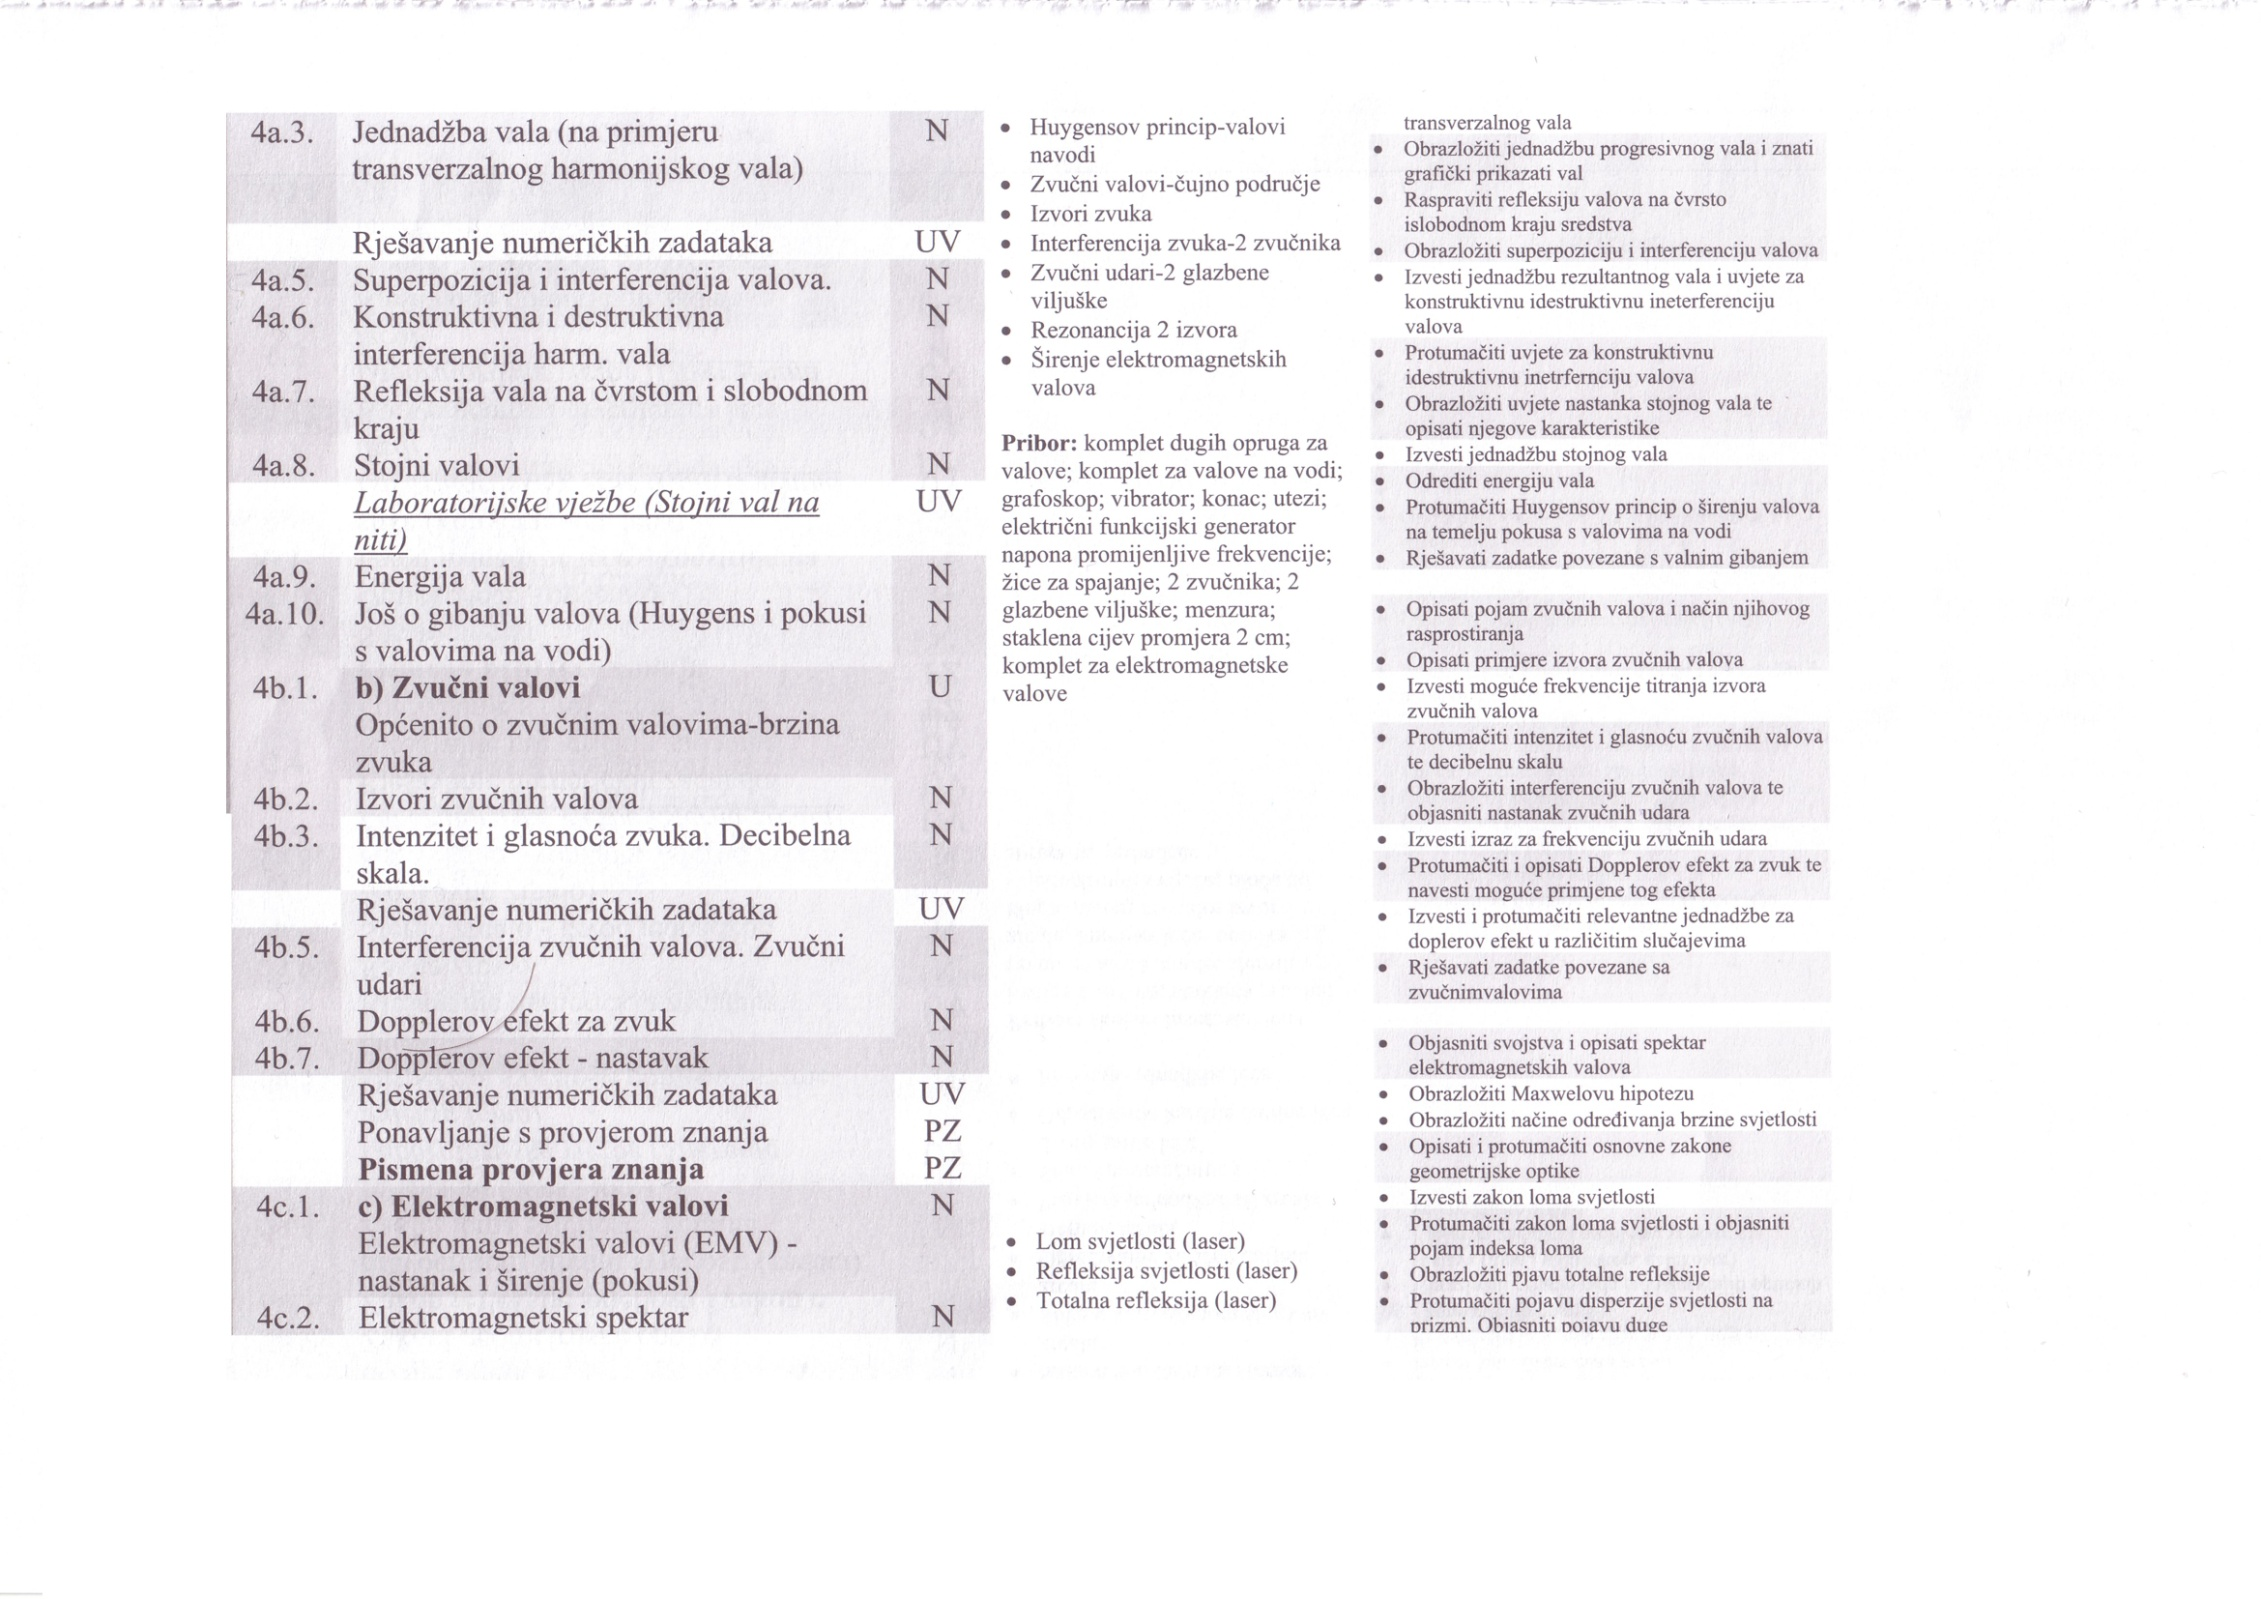 4a.3. Jednadžba vala (na primjeru N
transverzalnog harmonijskog vala)
Rješavanje numeričkih zadataka UV
4a.5. Superpozicija i interferencija valova. N
4a.6. Konstruktivna i destruktivna N
interferencija harm. vala
4a.7. Refleksija vala na čvrstom i slobodnom N
kraju
4a.8. Stojni valovi N
Laboratorijske vježbe (Stojni val na UV
niti)
4a.9. Energija vala N
4a.10. Još o gibanju valova (Huygens i pokusi N
s valovima na vodi)
4b.1. b) Zvučni valovi U
Općenito o zvučnim valovima-brzina
zvuka
4b.2. Izvori zvučnih valova N
4b.3. Intenzitet i glasnoća zvuka. Decibelna N
skala.
Rješavanje numeričkih zadataka UV
4b.5. Interferencija zvučnih valova. Zvučni N
udari
4b.6. Dopplerov efekt za zvuk N
4b.7. Dopplerov efekt - nastavak N
Rješavanje numeričkih zadataka UV
Ponavljanje s provjerom znanja PZ
Pismena provjera znanja PZ
4c.1. c) Elektromagnetski valovi N
Elektromagnetski valovi (EMV) -
nastanak i širenje (pokusi)
4c.2. Elektromagnetski spektar N
• Huygensov princip-valovi
navodi
• Zvučni valovi-čujno područje
• Izvori zvuka
• Interferencija zvuka-2 zvučnika
• Zvučni udari-2 glazbene
viljuške
• Rezonancija 2 izvora
• Širenje elektromagnetskih
valova
Pribor: komplet dugih opruga za
valove; komplet za valove na vodi;
grafoskop; vibrator; konac; utezi;
električni funkcijski generator
napona promijenljive frekvencije;
žice za spajanje; 2 zvučnika; 2
glazbene viljuške; menzura;
staklena cijev promjera 2 cm;
komplet za elektromagnetske
valove
• Lom svjetlosti (laser)
• Refleksija svjetlosti (laser)
• Totalna refleksija (laser)
transverzalnog vala
• Obrazložiti jednadžbu progresivnog vala i znati
grafički prikazati val
• Raspraviti refleksiju valova na čvrsto
islobodnom kraju sredstva
• Obrazložiti superpoziciju i interferenciju valova
• Izvesti jednadžbu rezultantnog vala i uvjete za
konstruktivnu idestruktivnu ineterferenciju
valova
• Protumačiti uvjete za konstruktivnu
idestruktivnu inetrfernciju valova
• Obrazložiti uvjete nastanka stojnog vala te
opisati njegove karakteristike
• Izvesti jednadžbu stojnog vala
• Odrediti energiju vala
• Protumačiti Huygensov princip o širenju valova
na temelju pokusa s valovima na vodi
• Rješavati zadatke povezane s valnim gibanjem
• Opisati pojam zvučnih valova i način njihovog
rasprostiranja
• Opisati primjere izvora zvučnih valova
• Izvesti moguće frekvencije titranja izvora
zvučnih valova
• Protumačiti intenzitet i glasnoću zvučnih valova
te decibelnu skalu
• Obrazložiti interferenciju zvučnih valova te
objasniti nastanak zvučnih udara
• Izvesti izraz za frekvenciju zvučnih udara
• Protumačiti i opisati Dopplerov efekt za zvuk te
navesti moguće primjene tog efekta
• Izvesti i protumačiti relevantne jednadžbe za
doplerov efekt u različitim slučajevima
• Rješavati zadatke povezane sa
zvučnimvalovima
• Objasniti svojstva i opisati spektar
elektromagnetskih valova
• Obrazložiti Maxwelovu hipotezu
• Obrazložiti načine određivanja brzine svjetlosti
• Opisati i protumačiti osnovne zakone
geometrijske optike
• Izvesti zakon loma svjetlosti
• Protumačiti zakon loma svjetlosti i objasniti
pojam indeksa loma
• Obrazložiti pjavu totalne refleksije
• Protumačiti pojavu disperzije svjetlosti na
prizmi. Objasniti pojavu duge